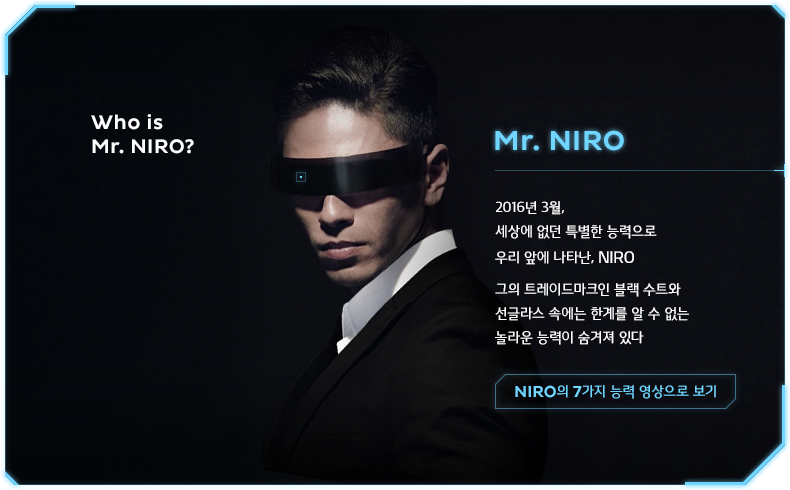 Who is
Mr. NIRO?
Mr. NIRO
2016년 3월,
세상에 없던 특별한 능력으로
우리 앞에 나타난, NIRO
그의 트레이드마크인 블랙 수트와
선글라스 속에는 한계를 알 수 없는
놀라운 능력이 숨겨져 있다
NIRO의 7가지 능력 영상으로 보기